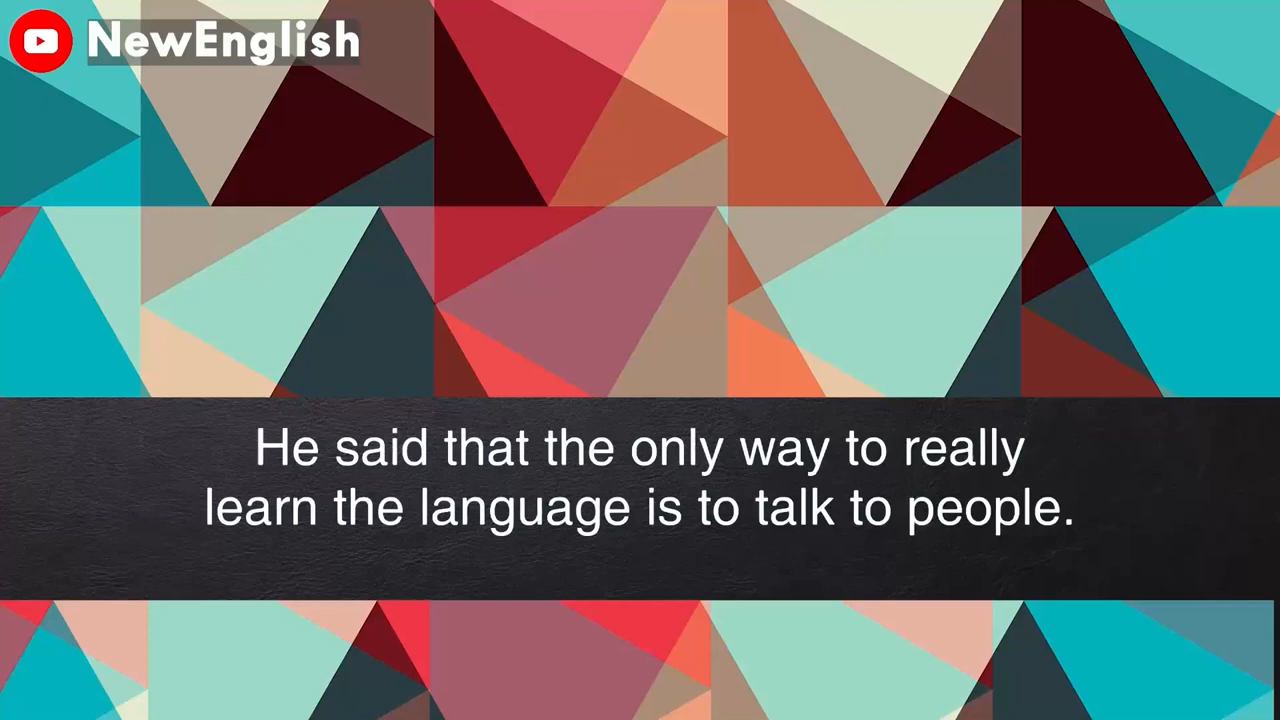 NewEnglish
He said that the only way to really
learn the language is to talk to people.